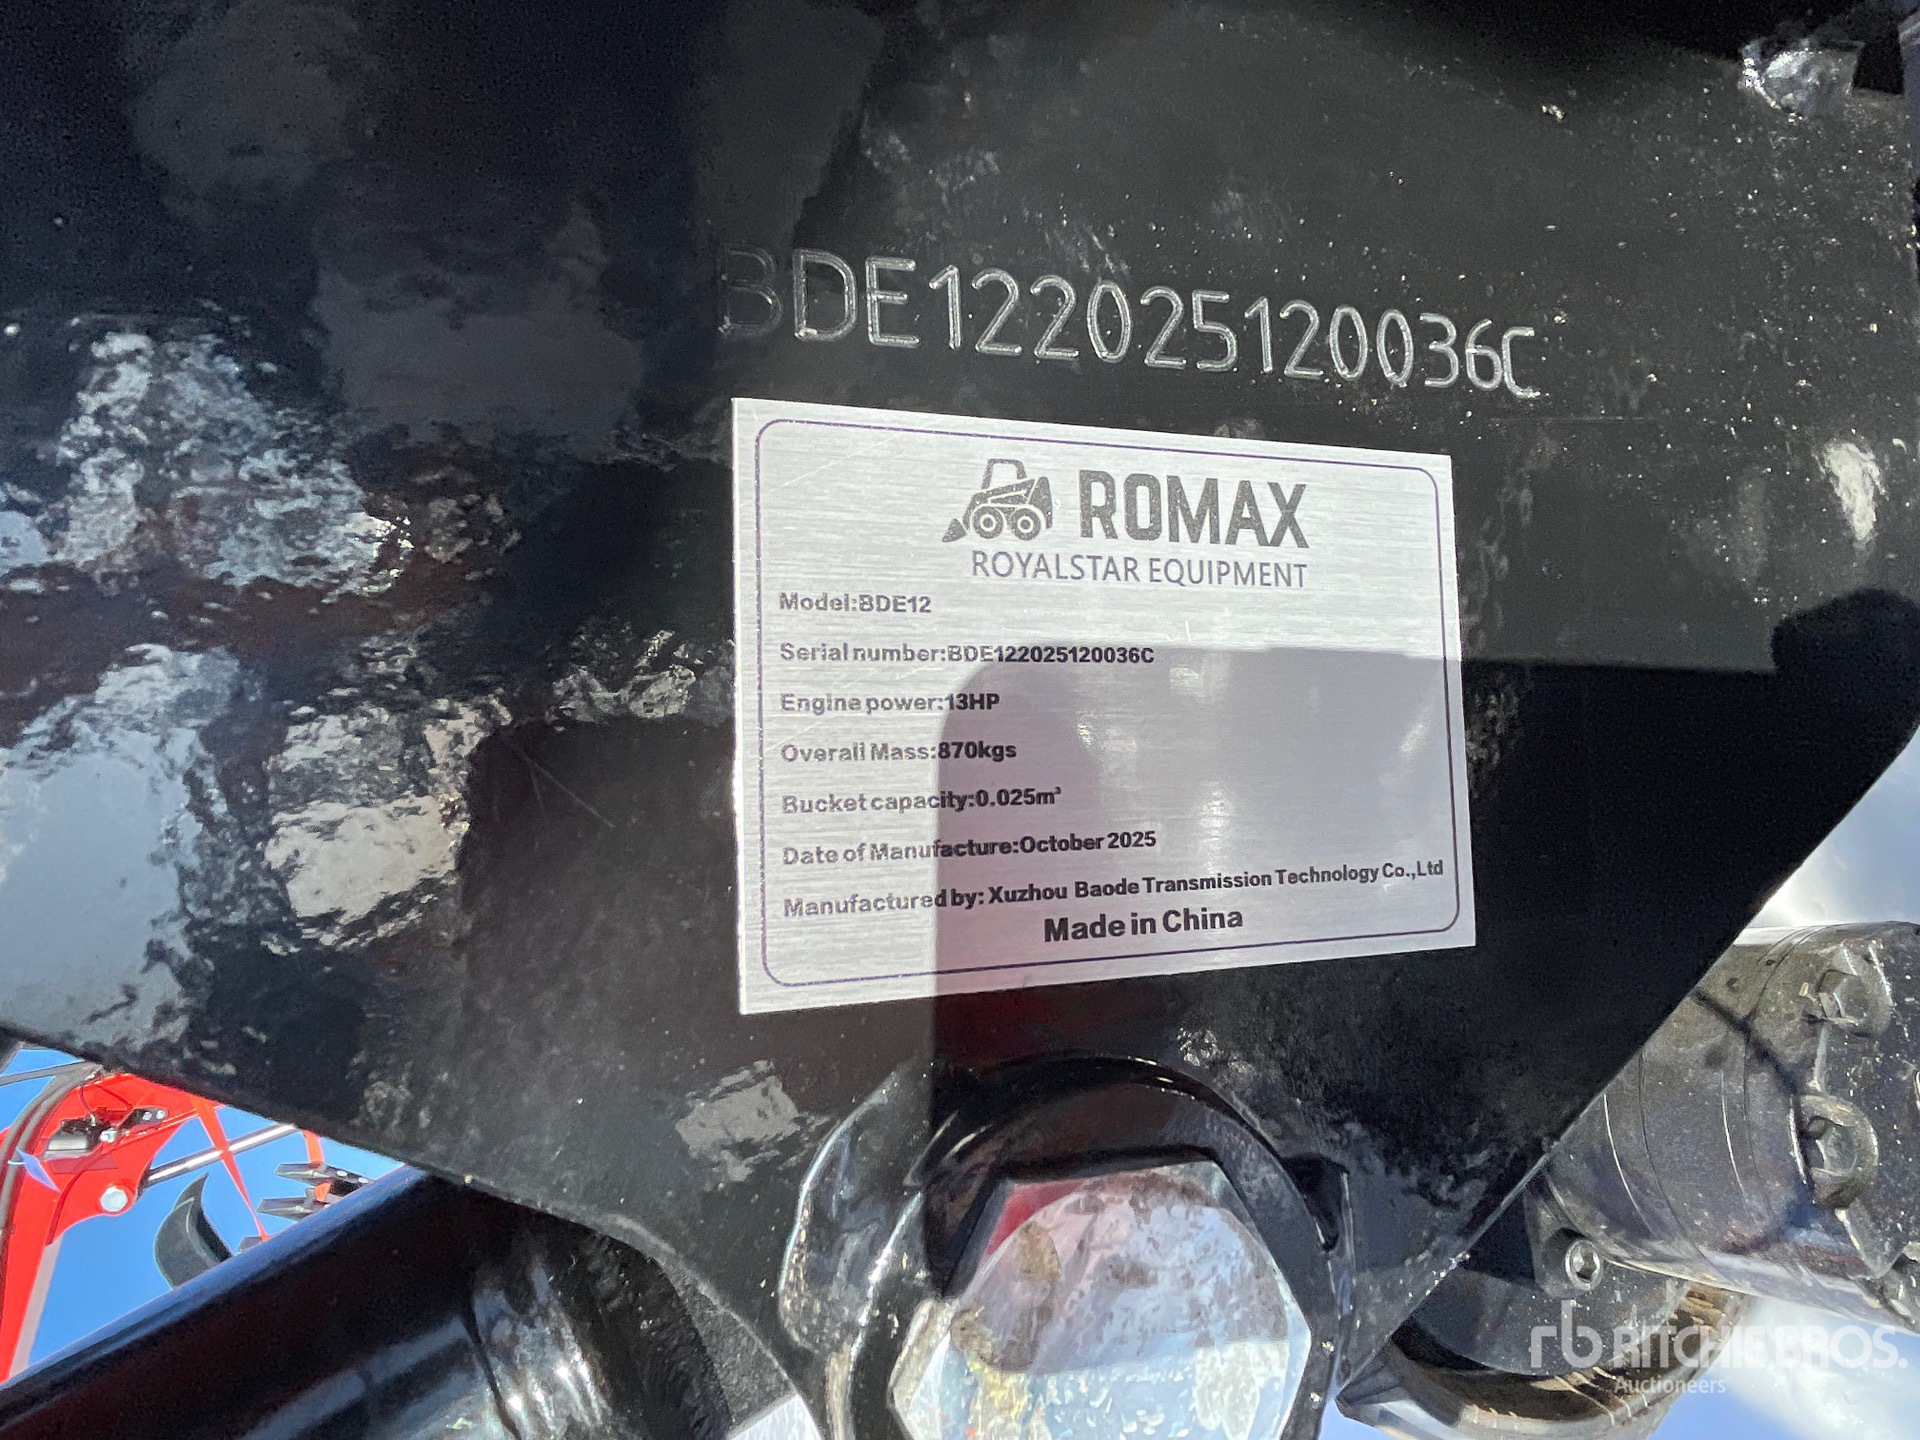 BDE122025120036C
ROMAX
ROYALSTAR EQUIPMENT
Model:BDE12
Serial number:BDE122025120036C
Engine power:13HP
Overall Mass:870kgs
Bucket capacity:0.025m³
Date of Manufacture:October 2025
Manufactured by: Xuzhou Baode Transmission Technology Co.,Ltd
Made in China
rb RITCHIE BROS.
Auctioneers